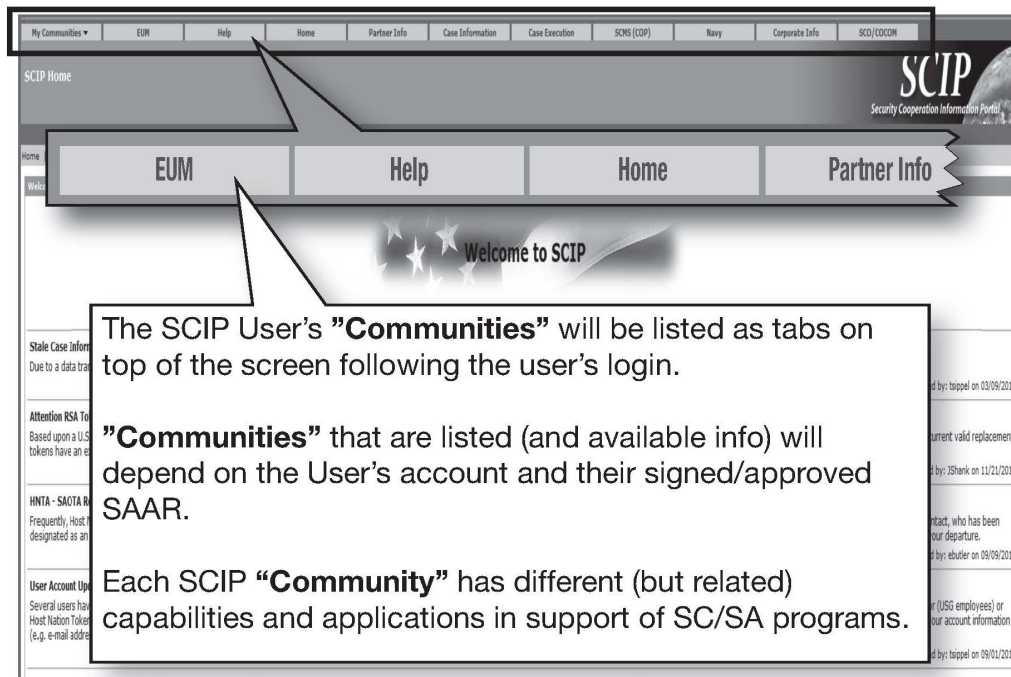 My Communities ▾ EUM Help Home Partner Info Case Information Case Execution SCMS (COP) Navy Corporate Info SCO/COCOM
SCIP Home
SCIP
Security Cooperation Information Portal
Home
EUM Help Home Partner Info
Welcome to SCIP
The SCIP User's "Communities" will be listed as tabs on
top of the screen following the user's login.
"Communities" that are listed (and available info) will
depend on the User's account and their signed/approved
SAAR.
Each SCIP "Community" has different (but related)
capabilities and applications in support of SC/SA programs.
Stale Case Inform
Due to a data tra
d by: tsippel on 03/09/201
Attention RSA To
Based upon a U.S
tokens have an e
current valid replacemen
d by: JShank on 11/21/201
HNTA - SAOTA R
Frequently, Host N
designated as an
ntact, who has been
our departure.
d by: ebutler on 09/09/201
User Account Upd
Several users hav
Host Nation Token
(e.g. e-mail addre
r (USG employees) or
our account information
d by: tsippel on 09/01/201